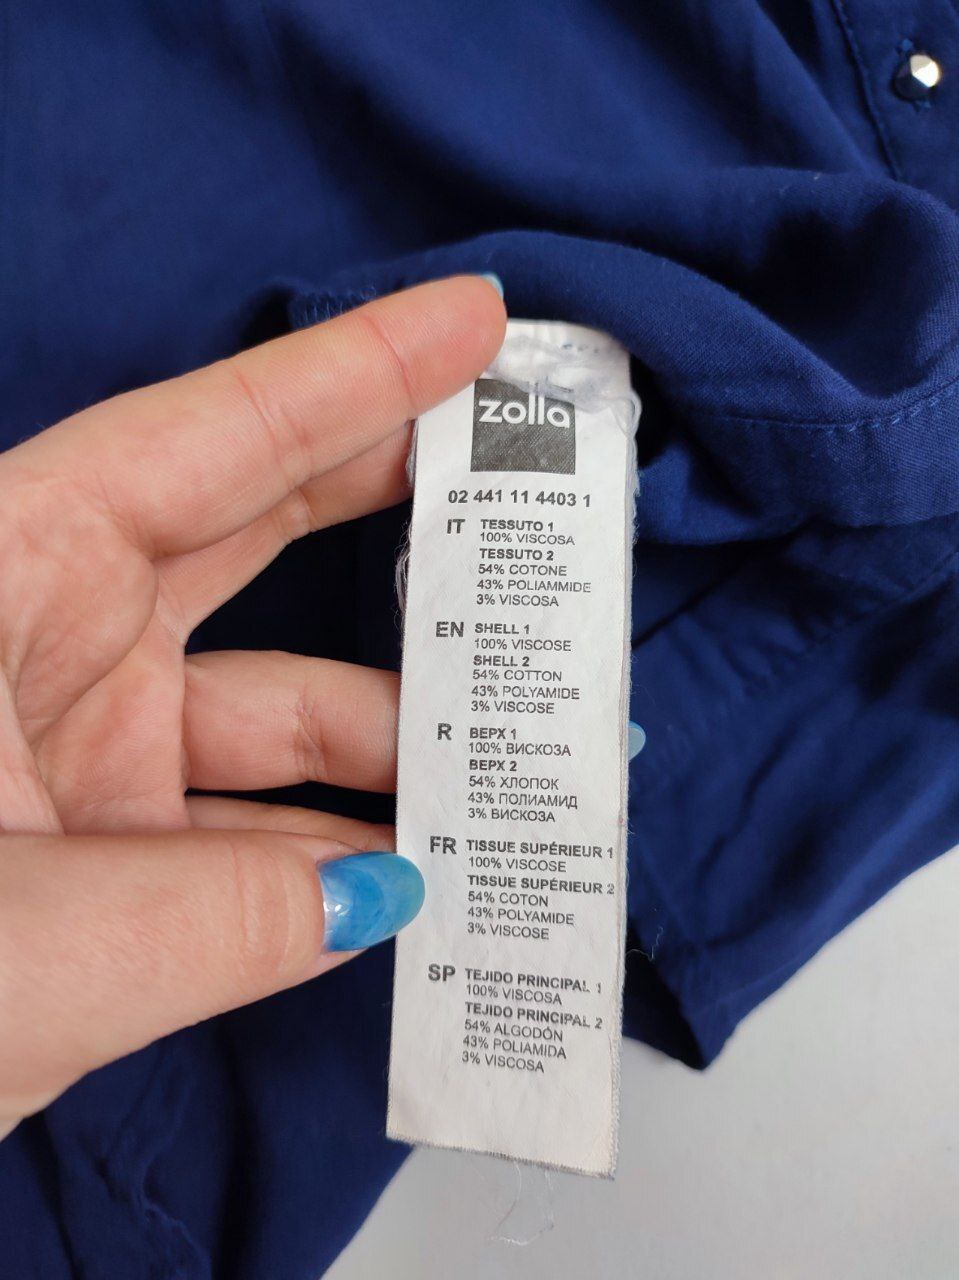 zolla
02 441 11 4403 1
IT TESSUTO 1
100% VISCOSA
TESSUTO 2
54% COTONE
43% POLIAMMIDE
3% VISCOSA
EN SHELL 1
100% VISCOSE
SHELL 2
54% COTTON
43% POLYAMIDE
3% VISCOSE
R ВЕРХ 1
100% ВИСКОЗА
ВЕРХ 2
54% ХЛОПОК
43% ПОЛИАМИД
3% ВИСКОЗА
FR TISSUE SUPÉRIEUR 1
100% VISCOSE
TISSUE SUPÉRIEUR 2
54% COTON
43% POLYAMIDE
3% VISCOSE
SP TEJIDO PRINCIPAL 1
100% VISCOSA
TEJIDO PRINCIPAL 2
54% ALGODÓN
43% POLIAMIDA
3% VISCOSA